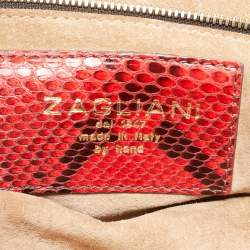 ZAGLIANI
dal 1947
made in Italy
by hand